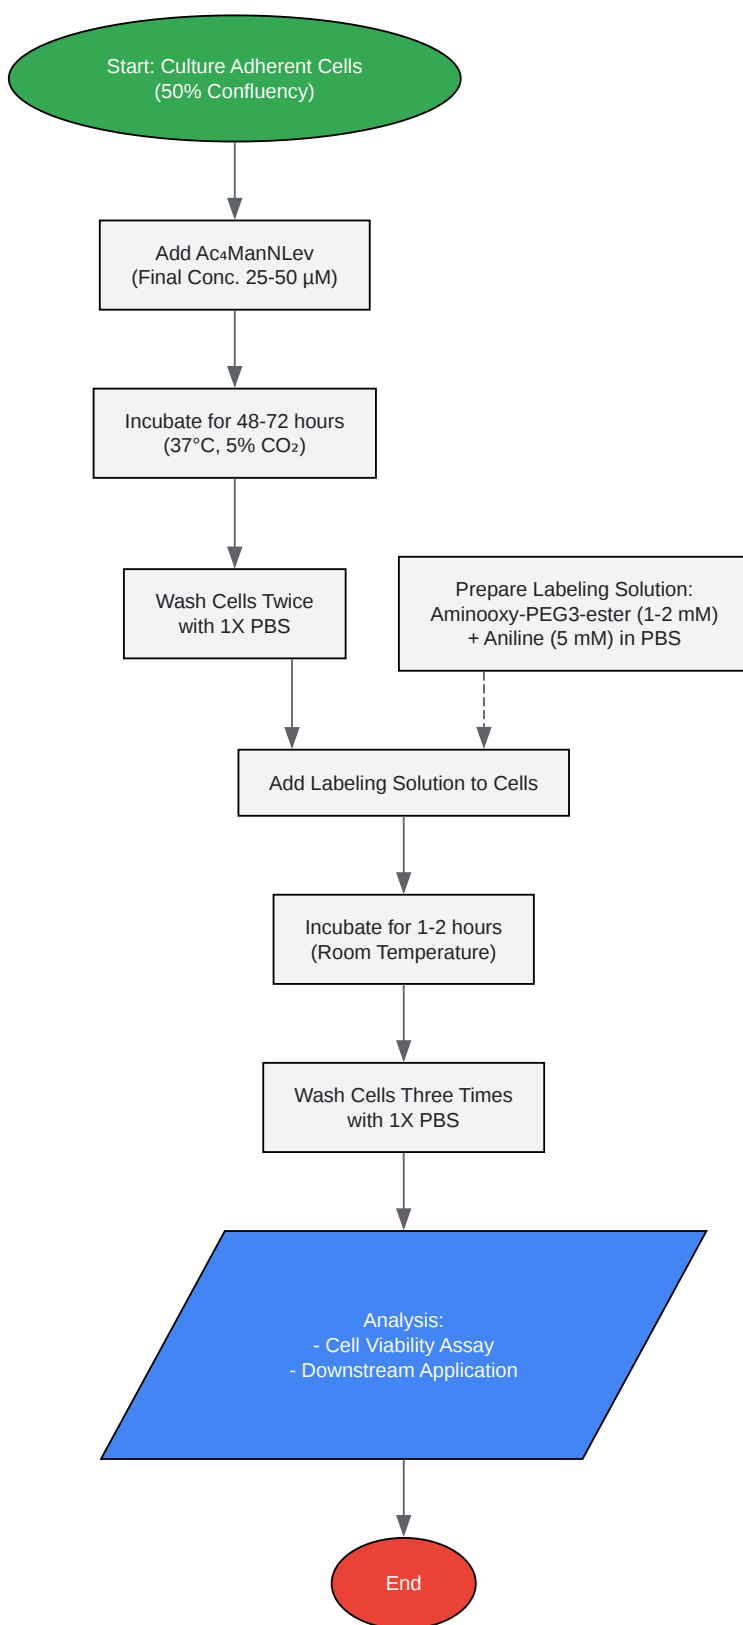 Start: Culture Adherent Cells
(50% Confluency)
Add Ac₄ManNLev
(Final Conc. 25-50 µM)
Incubate for 48-72 hours
(37°C, 5% CO₂)
Wash Cells Twice
with 1X PBS
Prepare Labeling Solution:
Aminooxy-PEG3-ester (1-2 mM)
+ Aniline (5 mM) in PBS
Add Labeling Solution to Cells
Incubate for 1-2 hours
(Room Temperature)
Wash Cells Three Times
with 1X PBS
Analysis:
- Cell Viability Assay
- Downstream Application
End